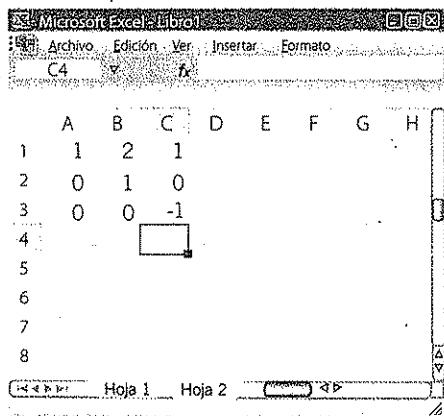 Microsoft Excel - Libro1
Archivo Edición Ver Insertar Formato
C4 fx
A B C D E F G H
1 1 2 1
2 0 1 0
3 0 0 -1
4
5
6
7
8
Hoja 1 Hoja 2